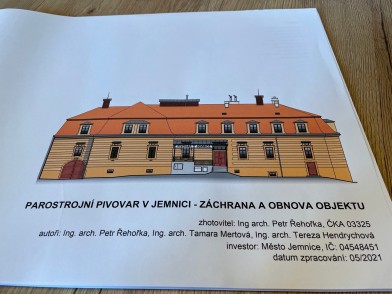 PAROSTROJNÍ PIVOVAR V JEMNICI - ZÁCHRANA A OBNOVA OBJEKTU
zhotovitel: Ing arch. Petr Řehořka, ČKA 03325
autoři: Ing. arch. Petr Řehořka, Ing. arch. Tamara Mertová, Ing. arch. Tereza Hendrychová
investor: Město Jemnice, IČ: 04548451
datum zpracování: 05/2021